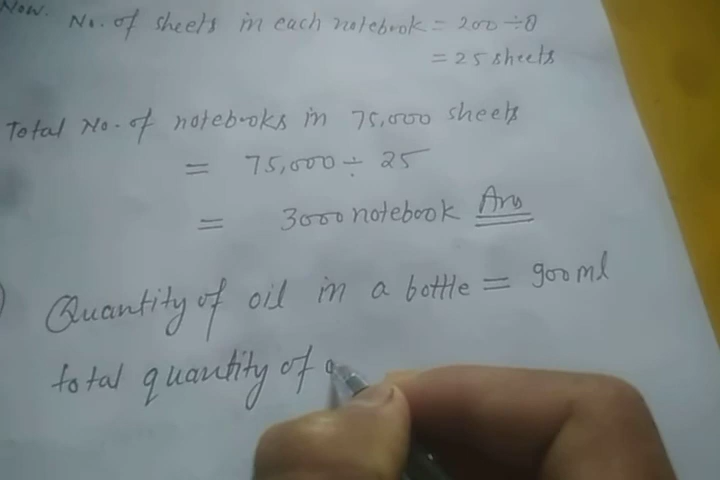 Now. No. of sheets in each notebook = 200 ÷ 8
= 25 sheets
Total No. of notebooks in 75,000 sheets
= 75,000 ÷ 25
= 3000 notebook Ans
) Quantity of oil in a bottle = 900 ml
total quantity of